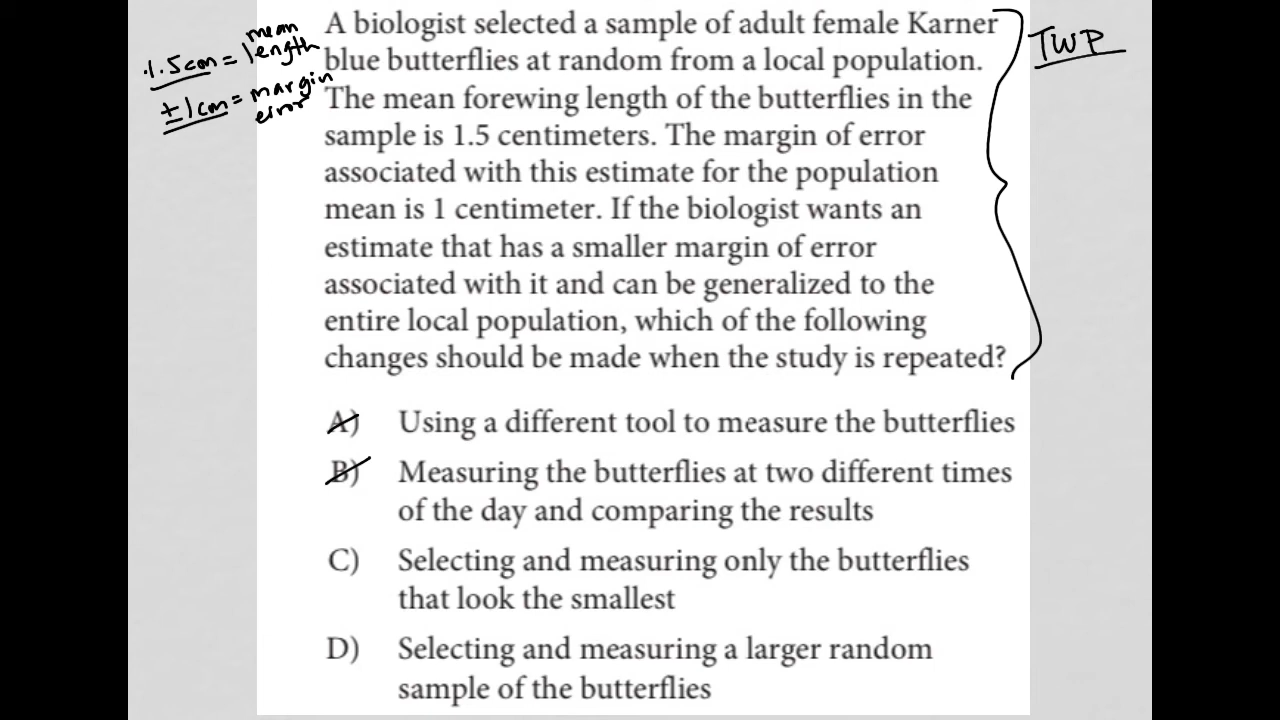 mean
.1.5cm = length
±1cm = margin
error
TWP
A biologist selected a sample of adult female Karner
blue butterflies at random from a local population.
The mean forewing length of the butterflies in the
sample is 1.5 centimeters. The margin of error
associated with this estimate for the population
mean is 1 centimeter. If the biologist wants an
estimate that has a smaller margin of error
associated with it and can be generalized to the
entire local population, which of the following
changes should be made when the study is repeated?
A) Using a different tool to measure the butterflies
B) Measuring the butterflies at two different times
of the day and comparing the results
C) Selecting and measuring only the butterflies
that look the smallest
D) Selecting and measuring a larger random
sample of the butterflies